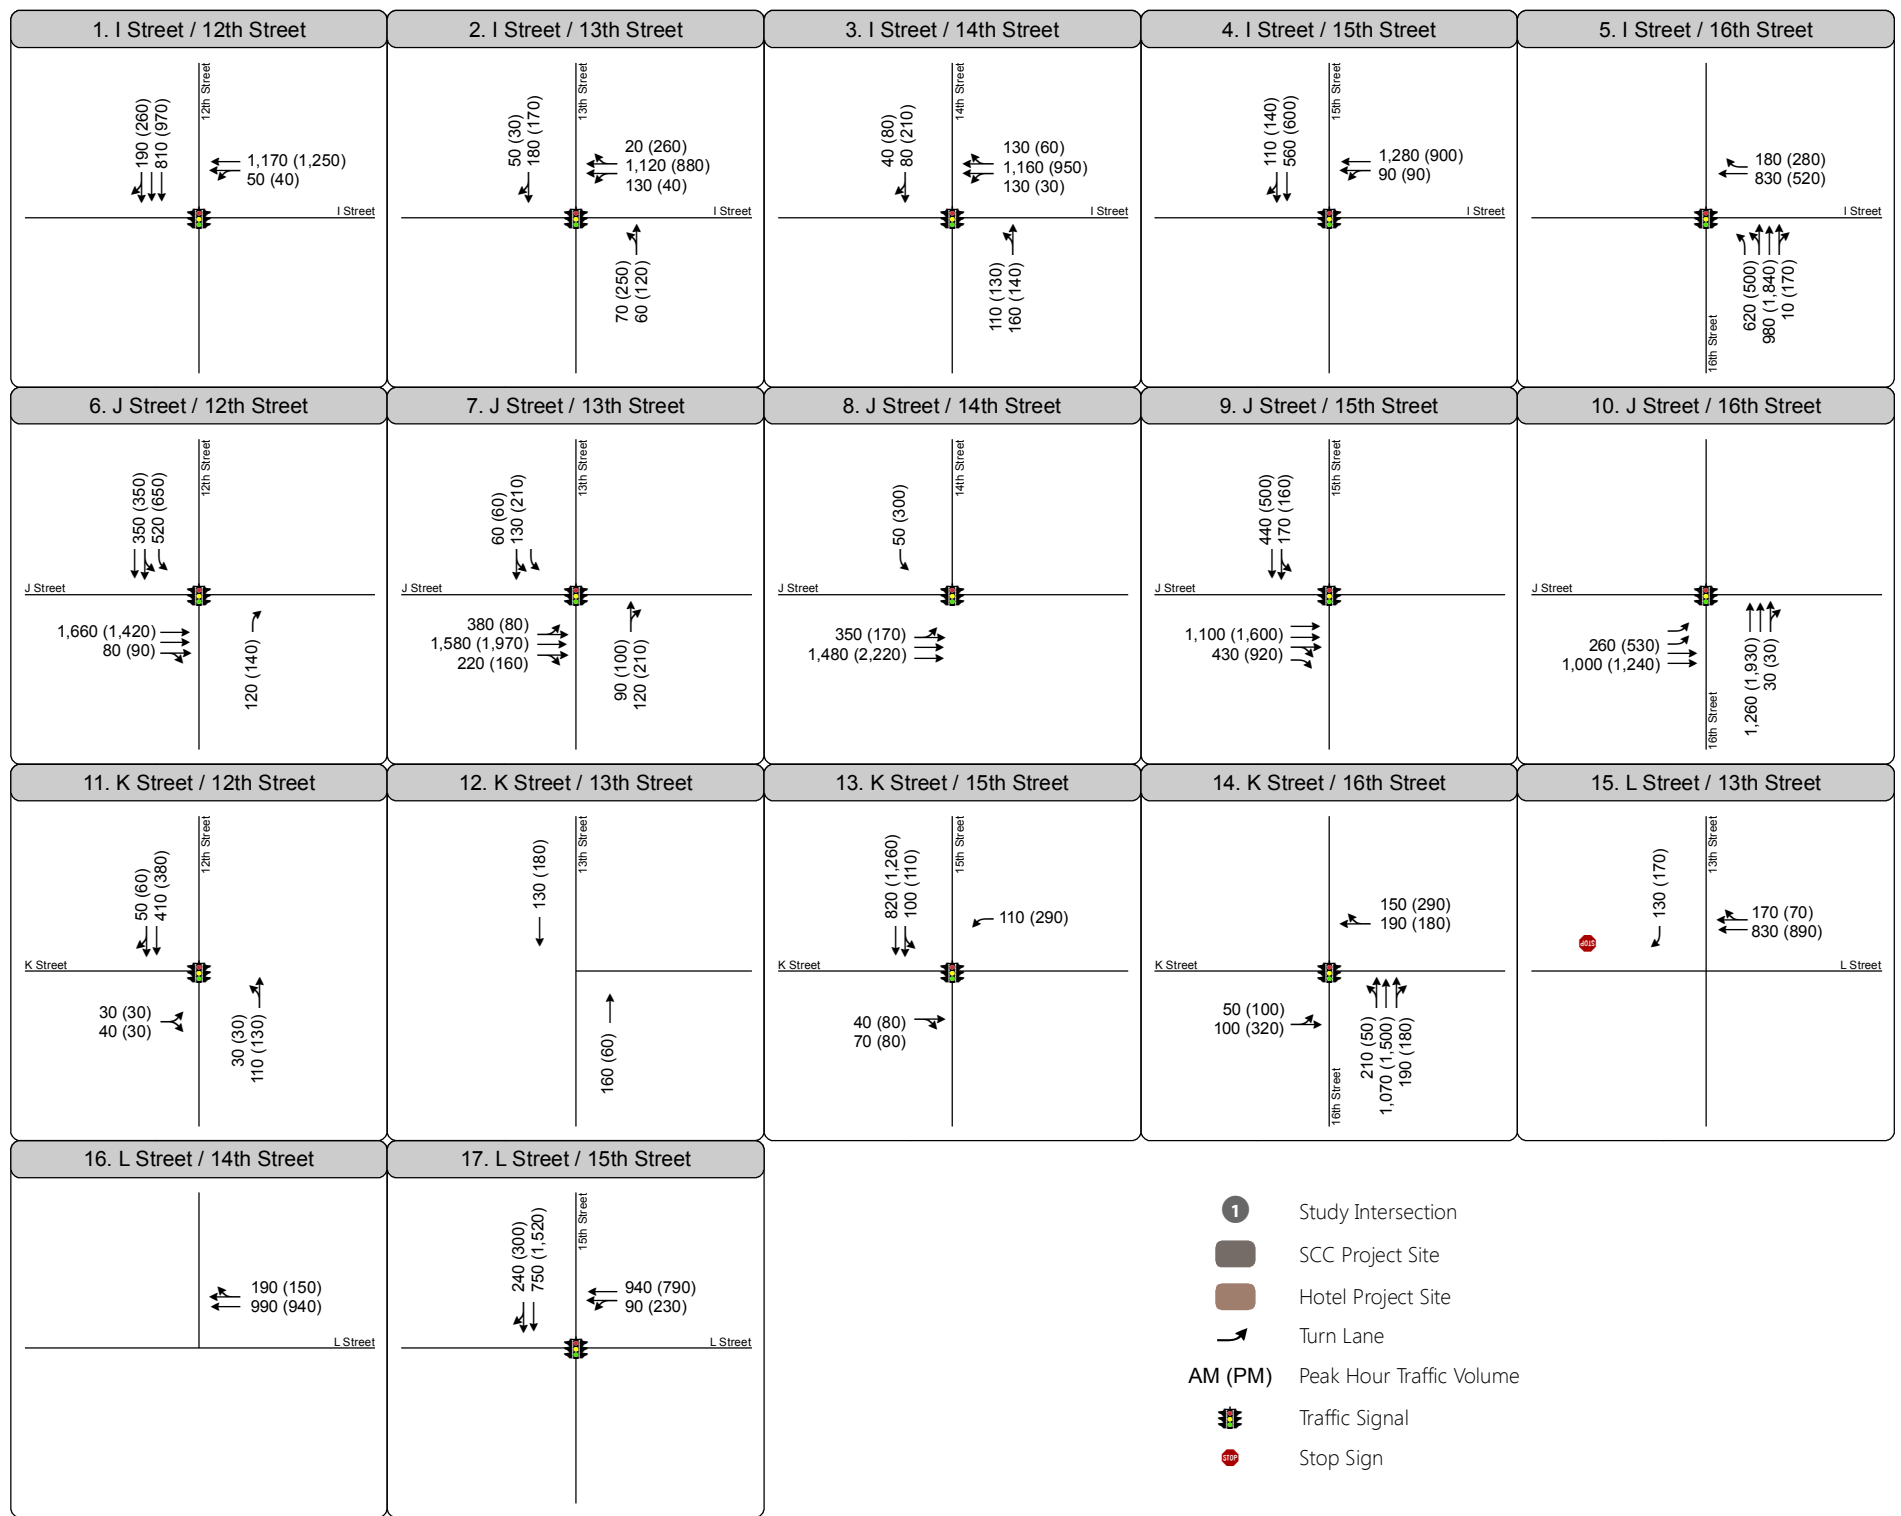 1. I Street / 12th Street
190 (260)
810 (970)
12th Street
1,170 (1,250)
50 (40)
I Street
2. I Street / 13th Street
50 (30)
180 (170)
13th Street
20 (260)
1,120 (880)
130 (40)
I Street
70 (250)
60 (120)
3. I Street / 14th Street
40 (80)
80 (210)
14th Street
130 (60)
1,160 (950)
130 (30)
I Street
110 (130)
160 (140)
4. I Street / 15th Street
110 (140)
560 (600)
15th Street
1,280 (900)
90 (90)
I Street
5. I Street / 16th Street
180 (280)
830 (520)
I Street
620 (500)
980 (1,840)
10 (170)
16th Street
6. J Street / 12th Street
350 (350)
520 (650)
12th Street
J Street
1,660 (1,420)
80 (90)
120 (140)
7. J Street / 13th Street
60 (60)
130 (210)
13th Street
J Street
380 (80)
1,580 (1,970)
220 (160)
90 (100)
120 (210)
8. J Street / 14th Street
50 (300)
14th Street
J Street
350 (170)
1,480 (2,220)
9. J Street / 15th Street
440 (500)
170 (160)
15th Street
J Street
1,100 (1,600)
430 (920)
10. J Street / 16th Street
J Street
260 (530)
1,000 (1,240)
1,260 (1,930)
30 (30)
16th Street
11. K Street / 12th Street
50 (60)
410 (380)
12th Street
K Street
30 (30)
40 (30)
30 (30)
110 (130)
12. K Street / 13th Street
130 (180)
13th Street
160 (60)
13. K Street / 15th Street
820 (1,260)
100 (110)
15th Street
110 (290)
K Street
40 (80)
70 (80)
14. K Street / 16th Street
150 (290)
190 (180)
K Street
50 (100)
100 (320)
210 (50)
1,070 (1,500)
190 (180)
16th Street
15. L Street / 13th Street
130 (170)
13th Street
170 (70)
830 (890)
STOP
L Street
16. L Street / 14th Street
190 (150)
990 (940)
L Street
17. L Street / 15th Street
240 (300)
750 (1,520)
15th Street
940 (790)
90 (230)
L Street
1 Study Intersection
SCC Project Site
Hotel Project Site
Turn Lane
AM (PM) Peak Hour Traffic Volume
Traffic Signal
STOP Stop Sign